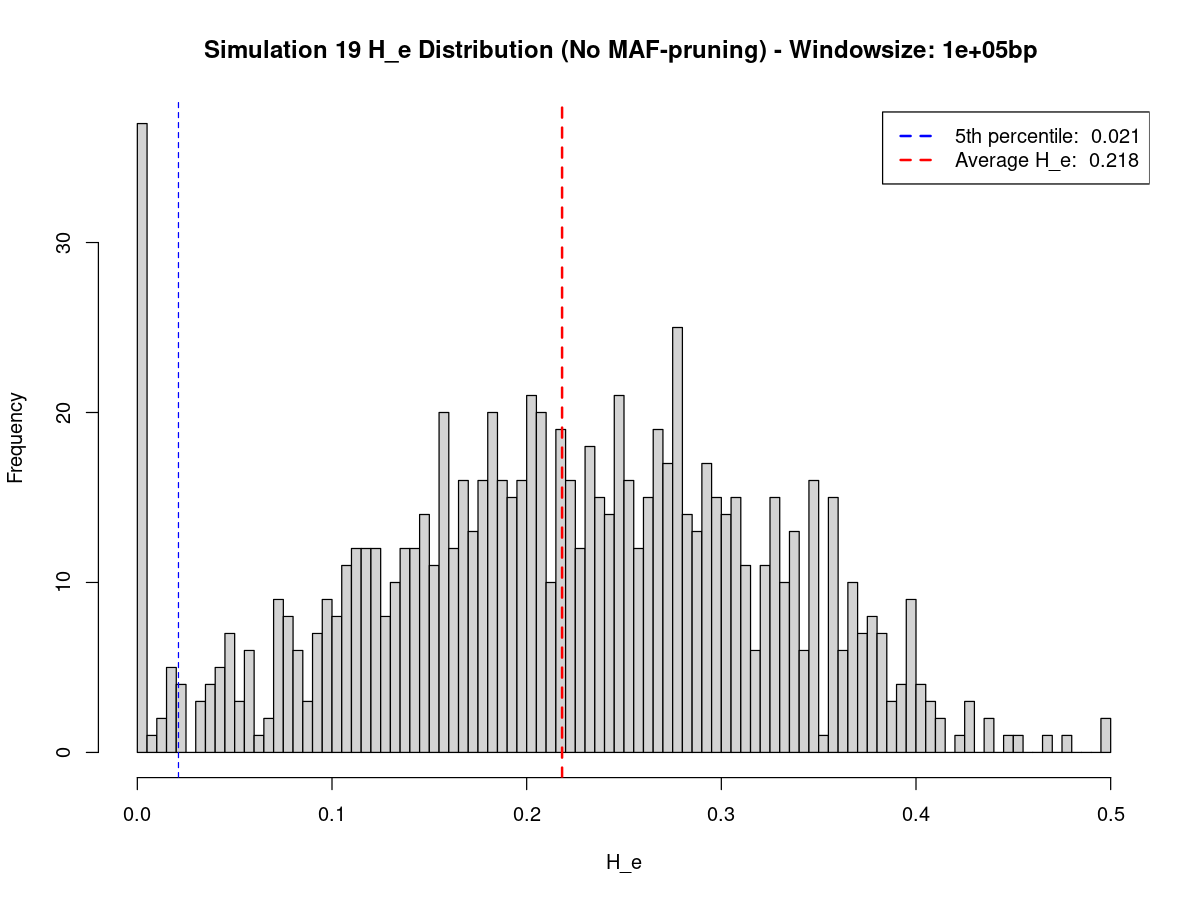 Simulation 19 H_e Distribution (No MAF-pruning) - Windowsize: 1e+05bp
5th percentile: 0.021
Average H_e: 0.218
Frequency
30
20
10
0
0.0 0.1 0.2 0.3 0.4 0.5
H_e